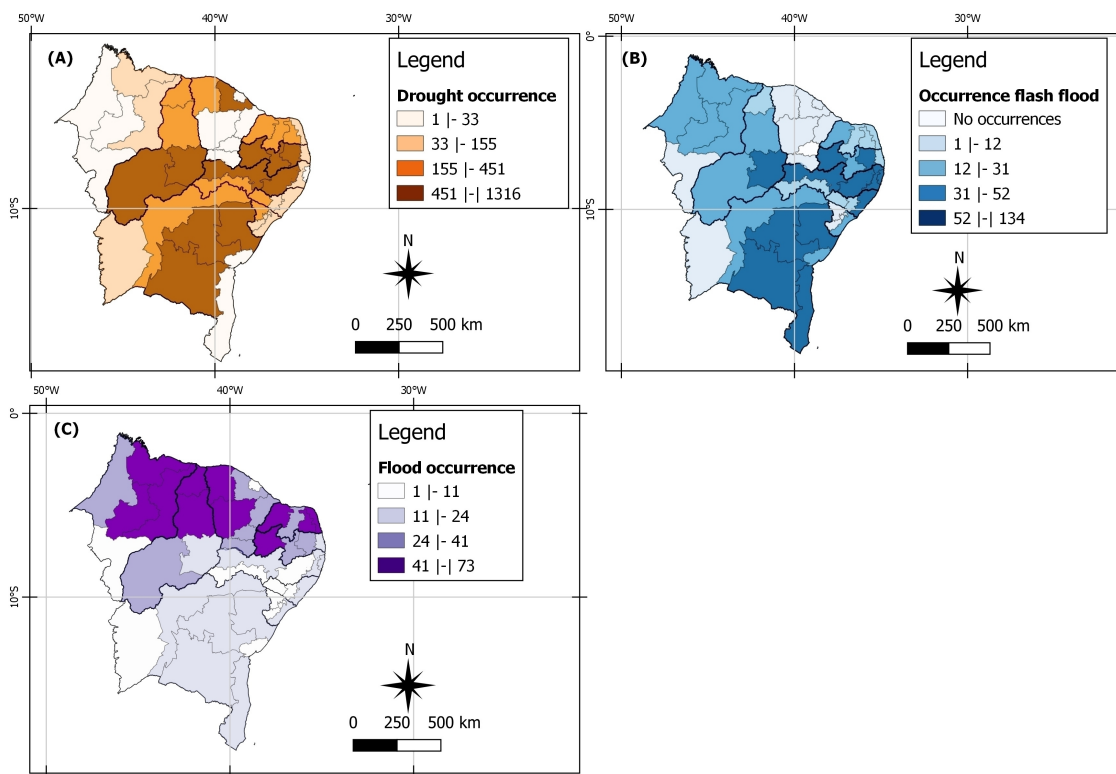 50°W 40°W 30°W
(A)
Legend
Drought occurrence
1 |- 33
33 |- 155
155 |- 451
451 |-| 1316
10°S
N
0 250 500 km
50°W 40°W 30°W
0°
(B)
Legend
Occurrence flash flood
No occurrences
1 |- 12
12 |- 31
31 |- 52
52 |-| 134
10°S
N
0 250 500 km
50°W 40°W 30°W
0°
(C)
Legend
Flood occurrence
1 |- 11
11 |- 24
24 |- 41
41 |-| 73
10°S
N
0 250 500 km